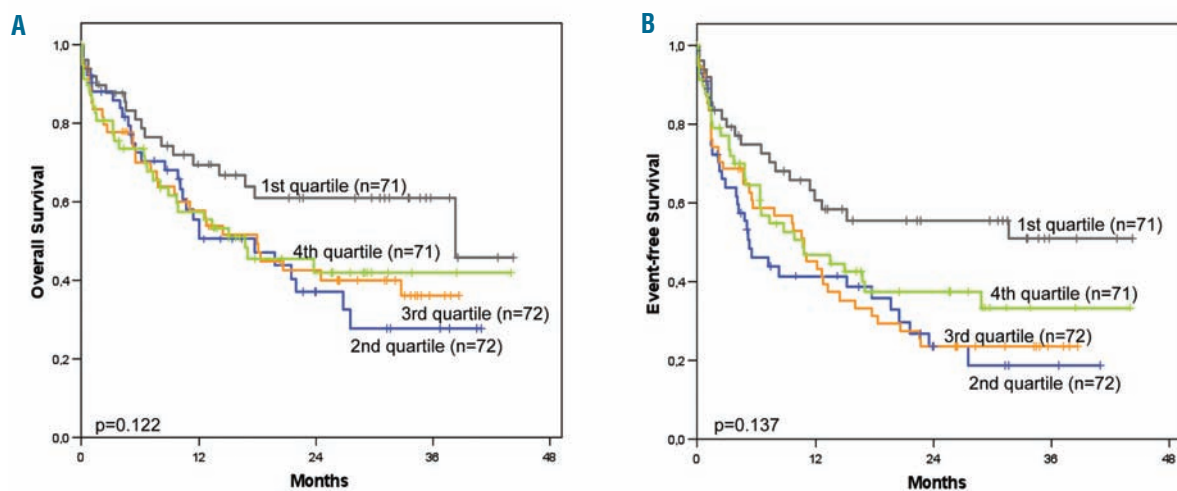 A
Overall Survival
1,0
0,8
0,6
0,4
0,2
0,0
1st quartile (n=71)
4th quartile (n=71)
3rd quartile (n=72)
2nd quartile (n=72)
p=0.122
0 12 24 36 48
Months
B
Event-free Survival
1,0
0,8
0,6
0,4
0,2
0,0
1st quartile (n=71)
4th quartile (n=71)
3rd quartile (n=72)
2nd quartile (n=72)
p=0.137
0 12 24 36 48
Months